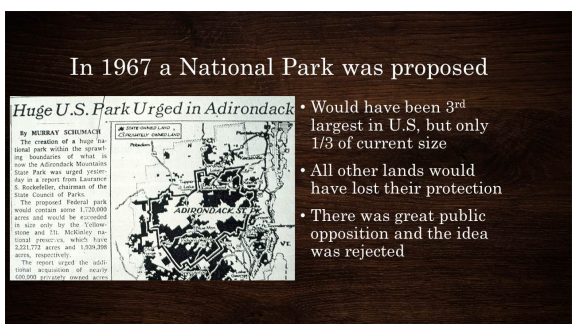 In 1967 a National Park was proposed
Huge U.S. Park Urged in Adirondack
By MURRAY SCHUMACH
The creation of a huge na-
tional park within the sprawl-
ing boundaries of what is
now the Adirondack Mountains
State Park was urged yester-
day in a report from Laurance
S. Rockefeller, chairman of the
State Council of Parks.
The proposed Federal park
would contain some 1,720,000
acres and would be exceeded
in size only by the Yellow-
stone and Mt. McKinley na-
tional preserves, which have
2,221,772 and 1,939,
acres, respectively.
The report urged the addi-
tional acquisition of nearly
600,000 privately owned acres
STATE OWNED LAND
PRIVATELY OWNED LAND
ADIRONDACK ST. PK.
VT.
• Would have been 3rd
largest in U.S, but only
1/3 of current size
• All other lands would
have lost their protection
• There was great public
opposition and the idea
was rejected